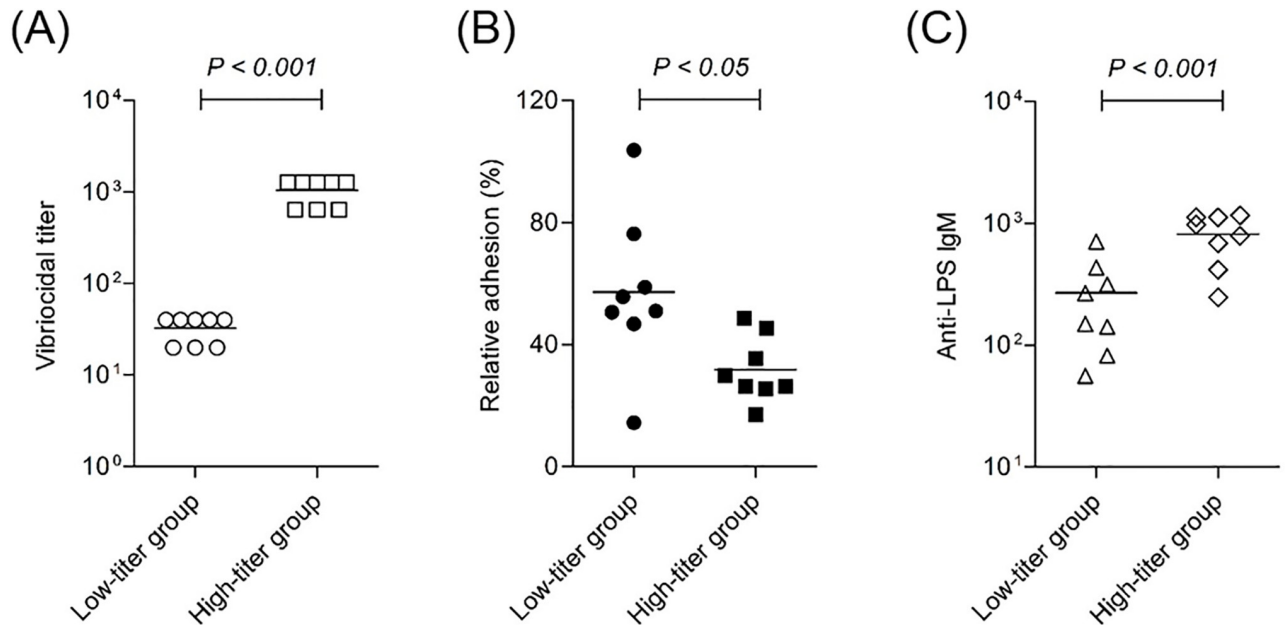 (A)
P < 0.001
Vibriocidal titer
10⁴
10³
10²
10¹
10⁰
Low-titer group
High-titer group
(B)
P < 0.05
Relative adhesion (%)
120
80
40
0
Low-titer group
High-titer group
(C)
P < 0.001
Anti-LPS IgM
10⁴
10³
10²
10¹
Low-titer group
High-titer group